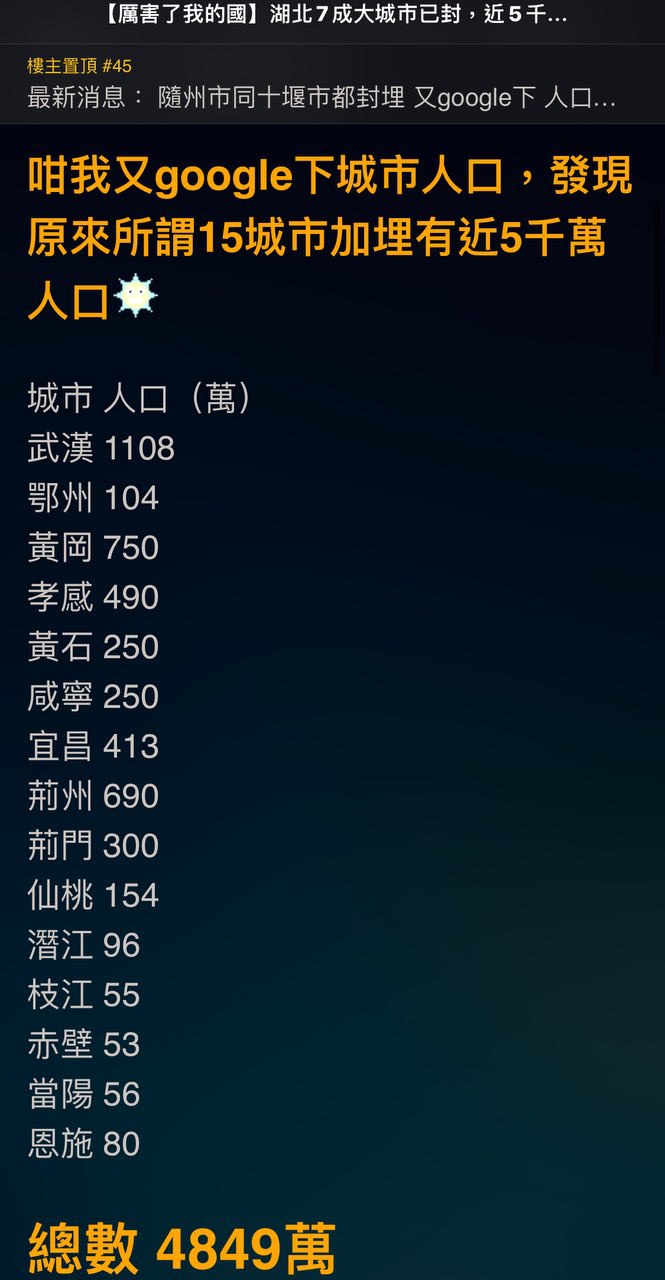 【厲害了我的國】湖北7成大城市已封，近5千...
樓主置頂 #45
最新消息： 隨州市同十堰市都封埋 又google下 人口...
咁我又google下城市人口，發現
原來所謂15城市加埋有近5千萬
人口
城市 人口（萬）
武漢 1108
鄂州 104
黃岡 750
孝感 490
黃石 250
咸寧 250
宜昌 413
荊州 690
荊門 300
仙桃 154
潛江 96
枝江 55
赤壁 53
當陽 56
恩施 80
總數 4849萬